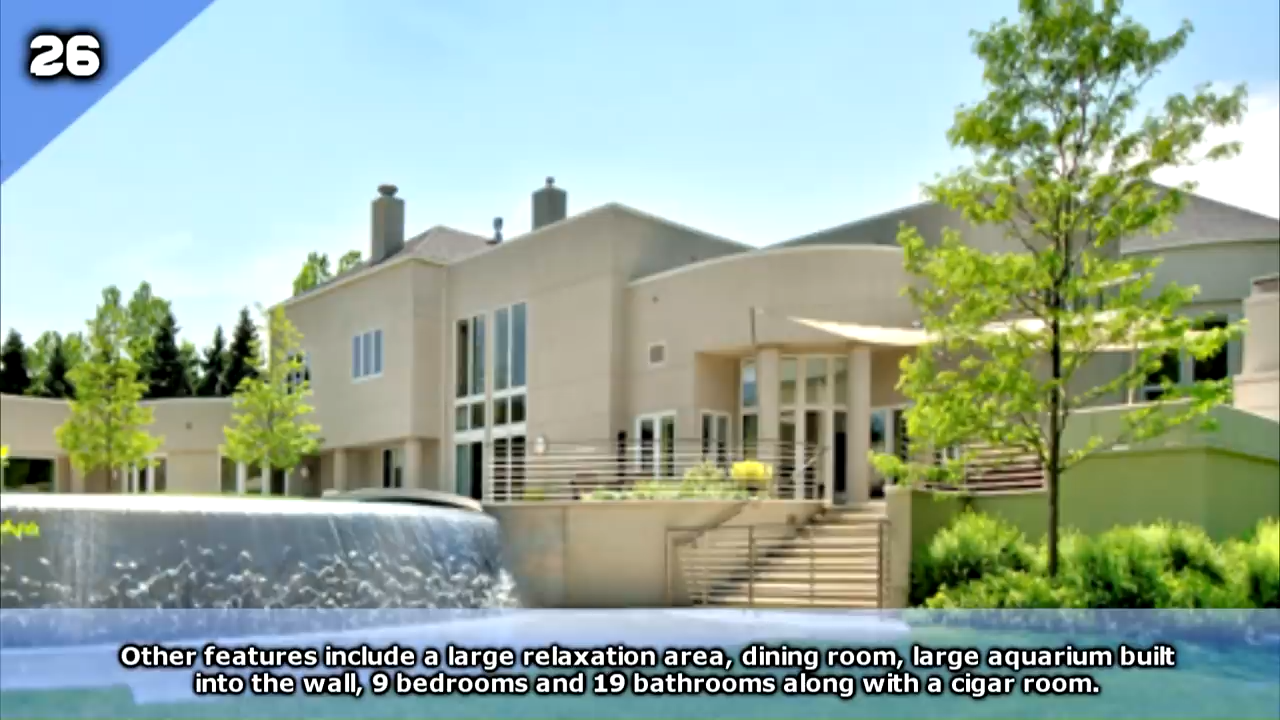 26
Other features include a large relaxation area, dining room, large aquarium built
into the wall, 9 bedrooms and 19 bathrooms along with a cigar room.